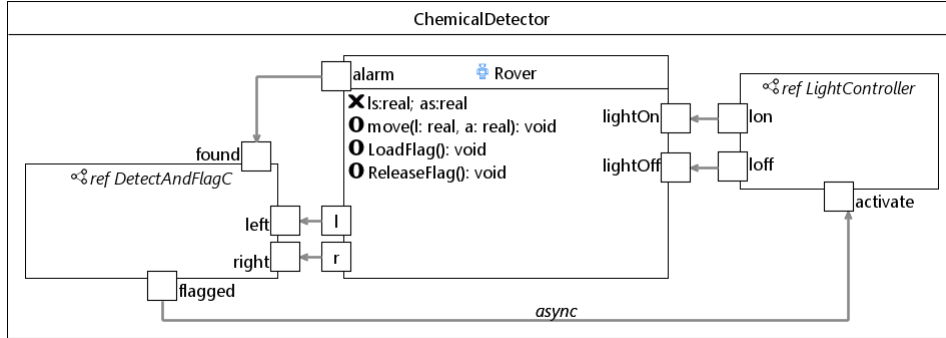 ChemicalDetector
alarm
Rover
ls:real; as:real
move(l: real, a: real): void
LoadFlag(): void
ReleaseFlag(): void
ref LightController
lightOn
lon
lightOff
loff
activate
found
ref DetectAndFlagC
left
l
right
r
flagged
async